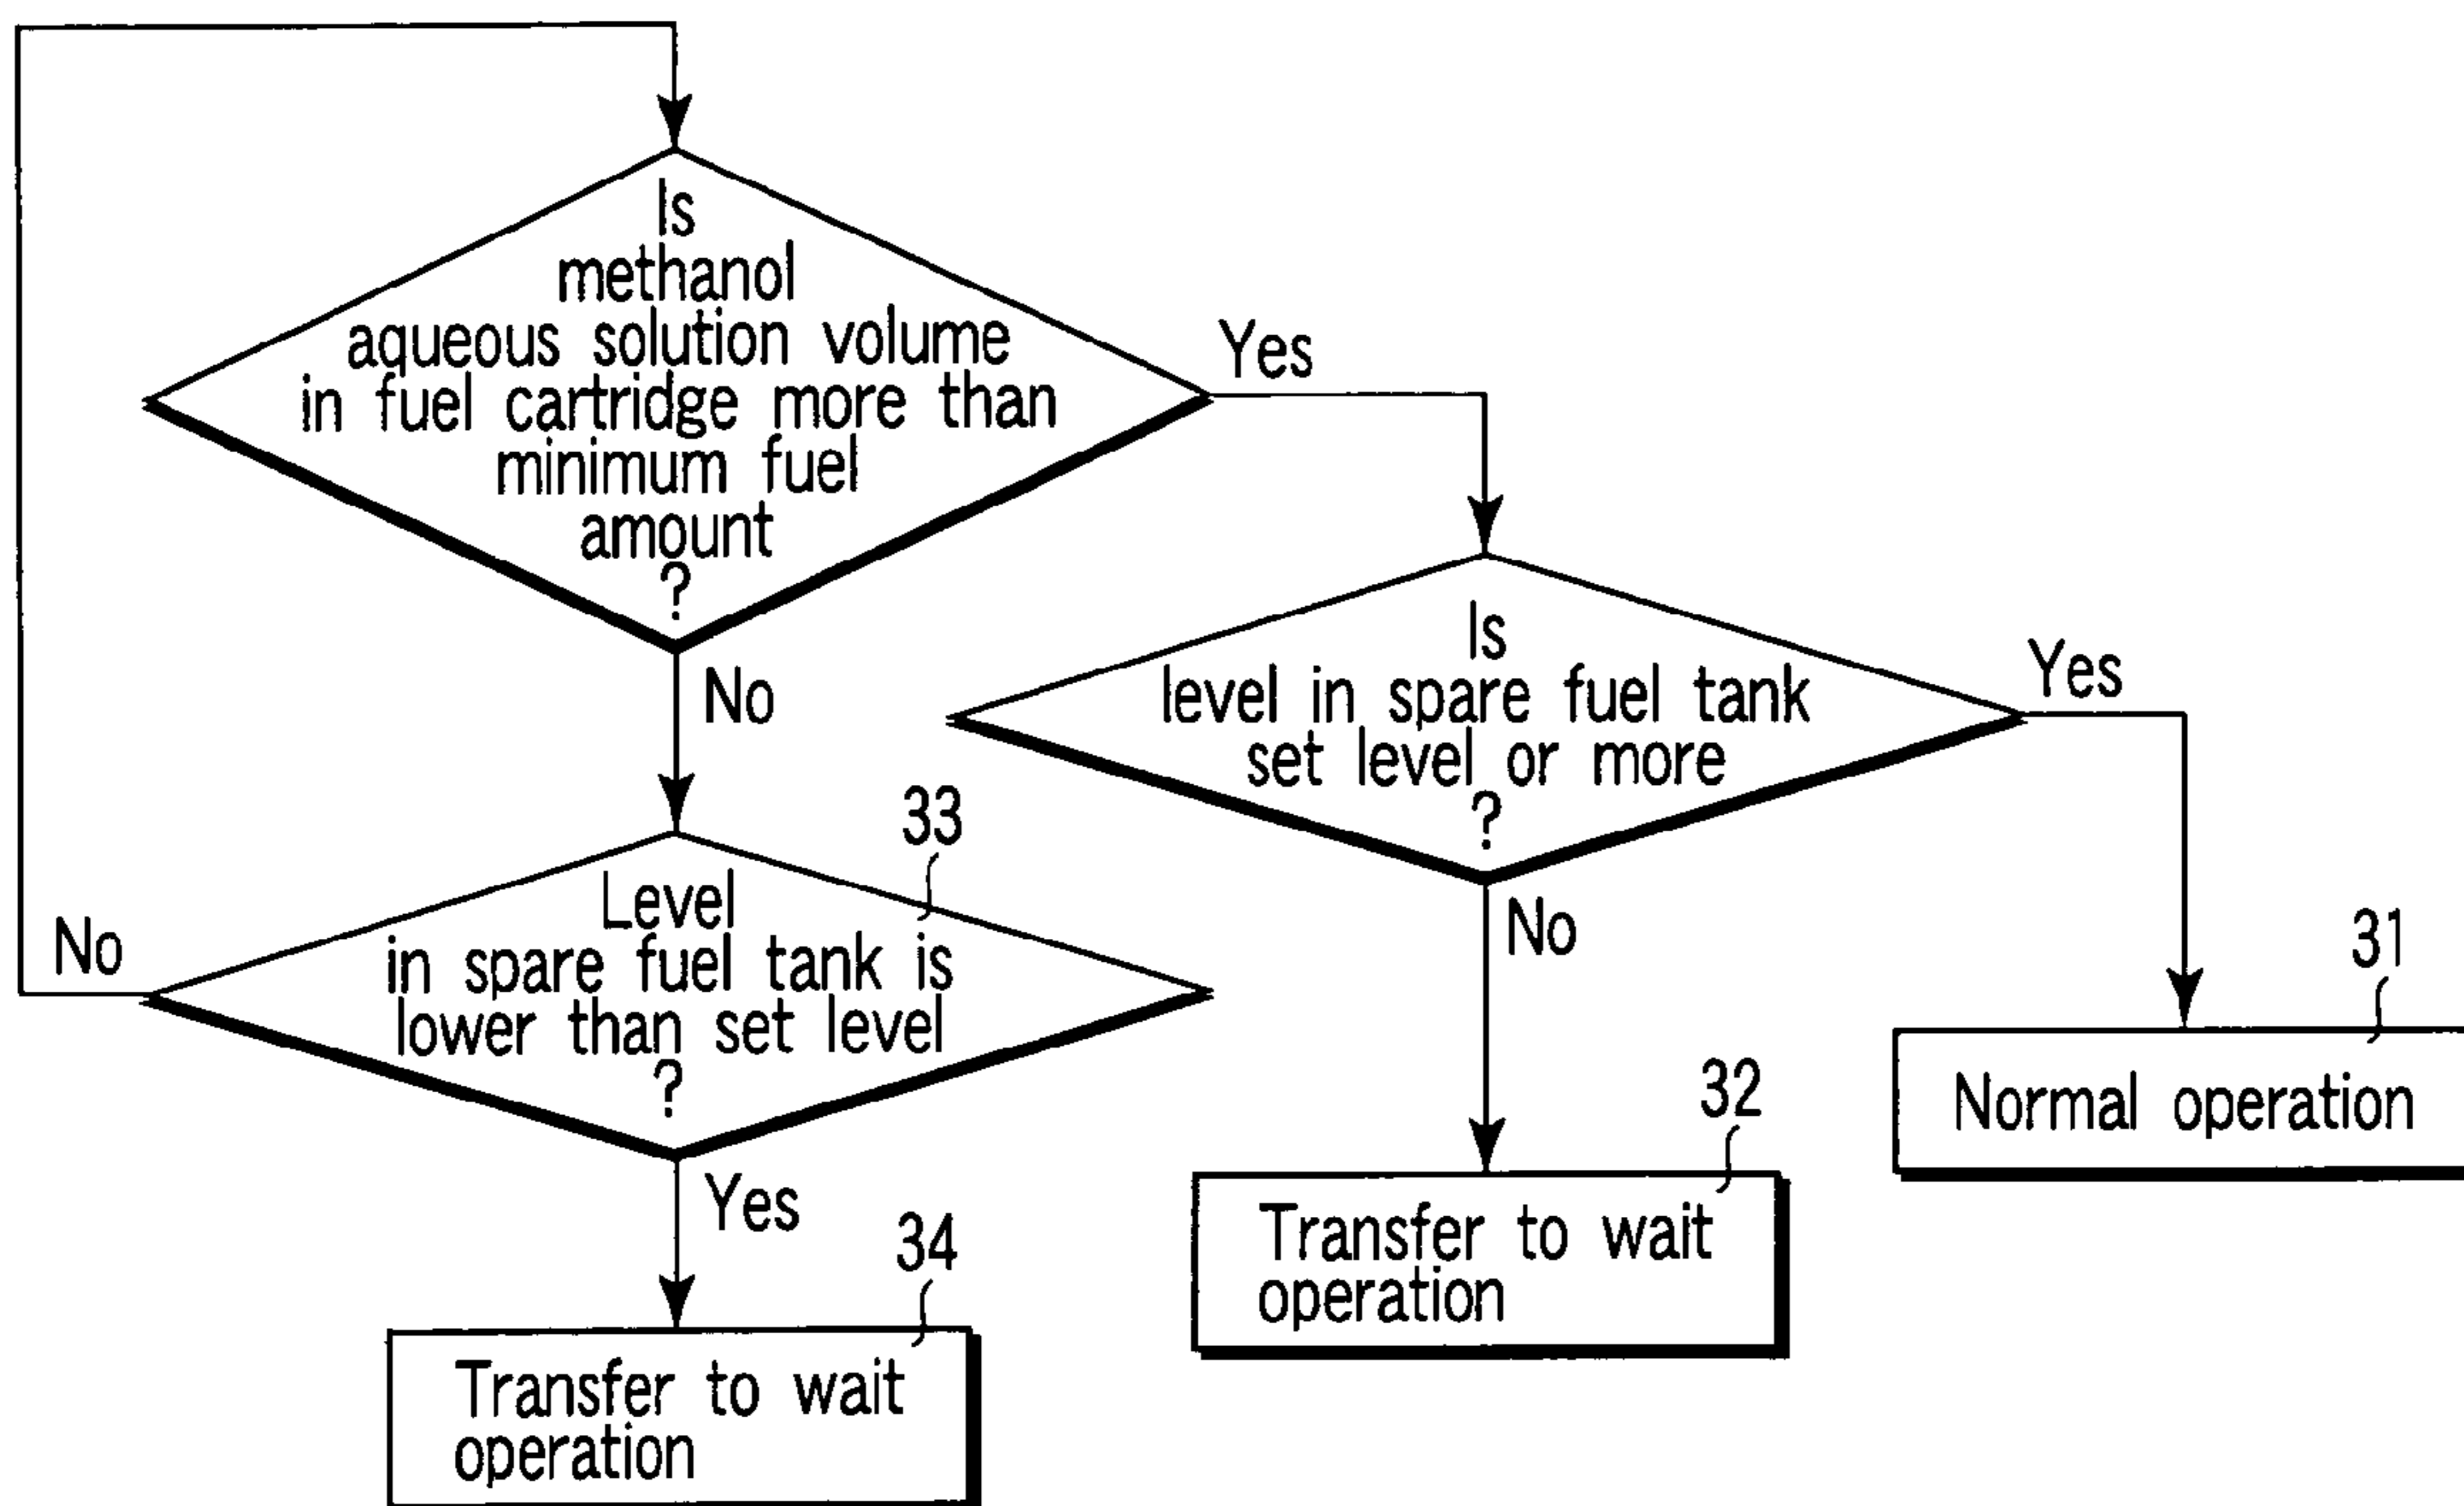 Is
methanol
aqueous solution volume
in fuel cartridge more than
minimum fuel
amount
?
Yes
No
Is
level in spare fuel tank
set level or more
?
Yes
No
33
Level
in spare fuel tank is
lower than set level
?
No
Yes
31
Normal operation
32
Transfer to wait
operation
34
Transfer to wait
operation